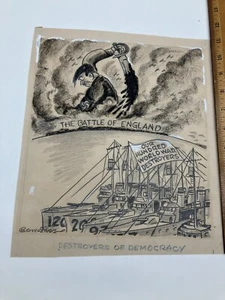 THE BATTLE OF ENGLAND
OUR
HUNDRED
WORLD WAR
DESTROYERS
DESTROYERS OF DEMOCRACY